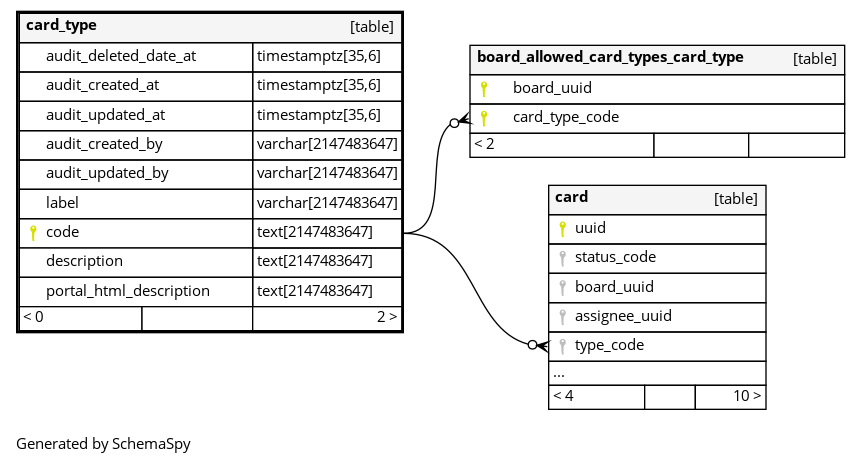 card_type [table]
audit_deleted_date_at timestamptz[35,6]
audit_created_at timestamptz[35,6]
audit_updated_at timestamptz[35,6]
audit_created_by varchar[2147483647]
audit_updated_by varchar[2147483647]
label varchar[2147483647]
code text[2147483647]
description text[2147483647]
portal_html_description text[2147483647]
< 0 2 >
board_allowed_card_types_card_type [table]
board_uuid
card_type_code
< 2
card [table]
uuid
status_code
board_uuid
assignee_uuid
type_code
...
< 4 10 >
Generated by SchemaSpy